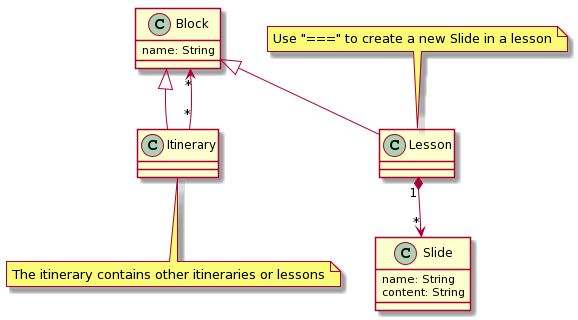 C Block
name: String
Use "===" to create a new Slide in a lesson
*
*
C Itinerary
C Lesson
1
*
The itinerary contains other itineraries or lessons
C Slide
name: String
content: String